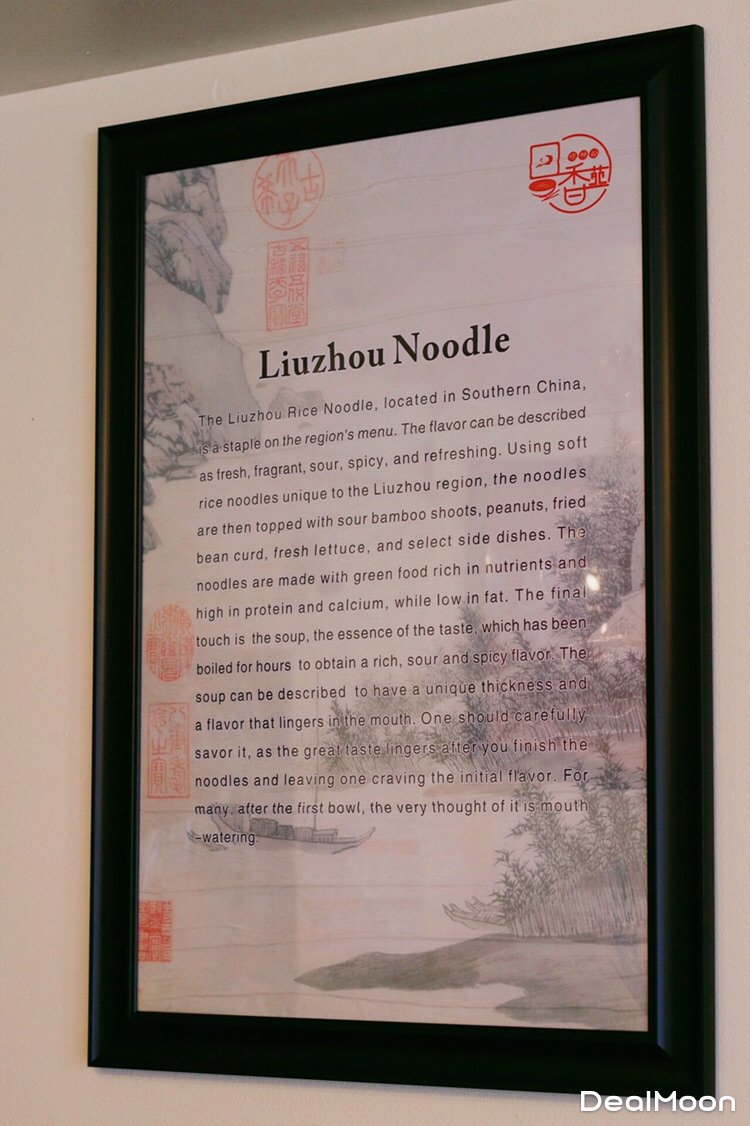 Liuzhou Noodle
The Liuzhou Rice Noodle, located in Southern China,
is a staple on the region's menu. The flavor can be described
as fresh, fragrant, sour, spicy, and refreshing. Using soft
rice noodles unique to the Liuzhou region, the noodles
are then topped with sour bamboo shoots, peanuts, fried
bean curd, fresh lettuce, and select side dishes. The
noodles are made with green food rich in nutrients and
high in protein and calcium, while low in fat. The final
touch is the soup, the essence of the taste, which has been
boiled for hours to obtain a rich, sour and spicy flavor. The
soup can be described to have a unique thickness and
a flavor that lingers in the mouth. One should carefully
savor it, as the great taste lingers after you finish the
noodles and leaving one craving the initial flavor. For
many, after the first bowl, the very thought of it is mouth
-watering.
DealMoon